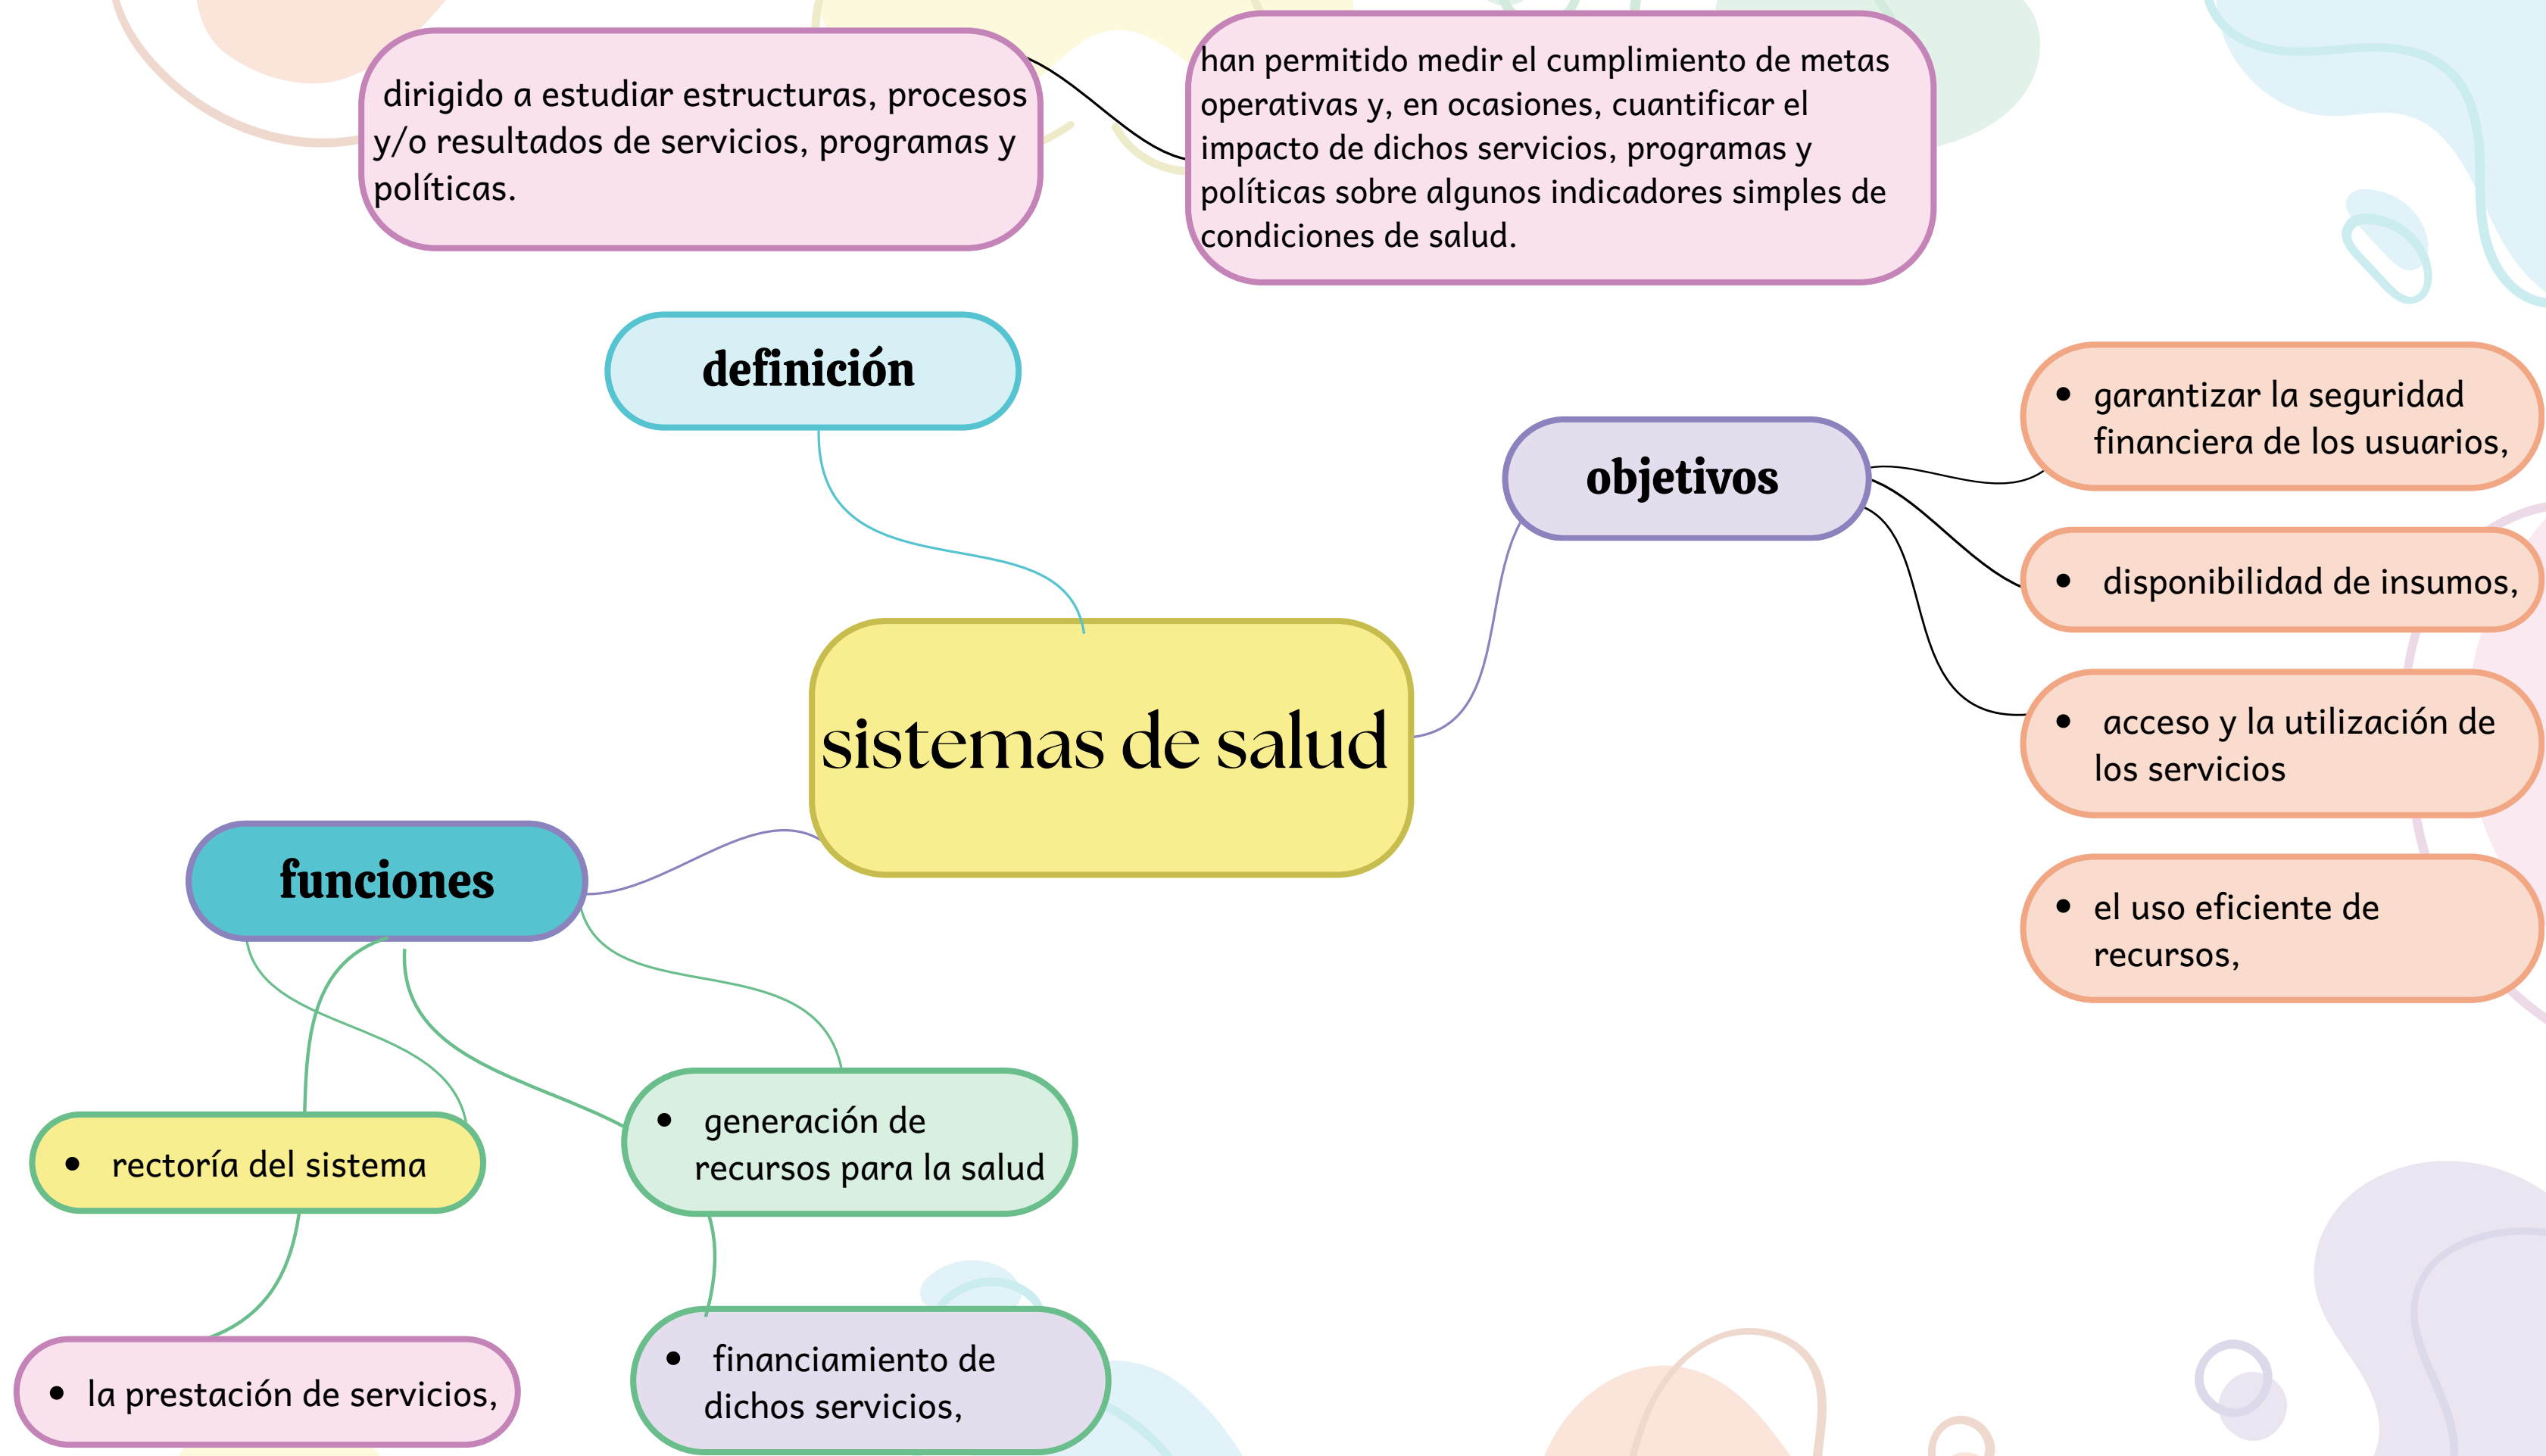 dirigido a estudiar estructuras, procesos
y/o resultados de servicios, programas y
políticas.
han permitido medir el cumplimiento de metas
operativas y, en ocasiones, cuantificar el
impacto de dichos servicios, programas y
políticas sobre algunos indicadores simples de
condiciones de salud.
definición
objetivos
• garantizar la seguridad
financiera de los usuarios,
• disponibilidad de insumos,
• acceso y la utilización de
los servicios
• el uso eficiente de
recursos,
sistemas de salud
funciones
• rectoría del sistema
• generación de
recursos para la salud
• la prestación de servicios,
• financiamiento de
dichos servicios,